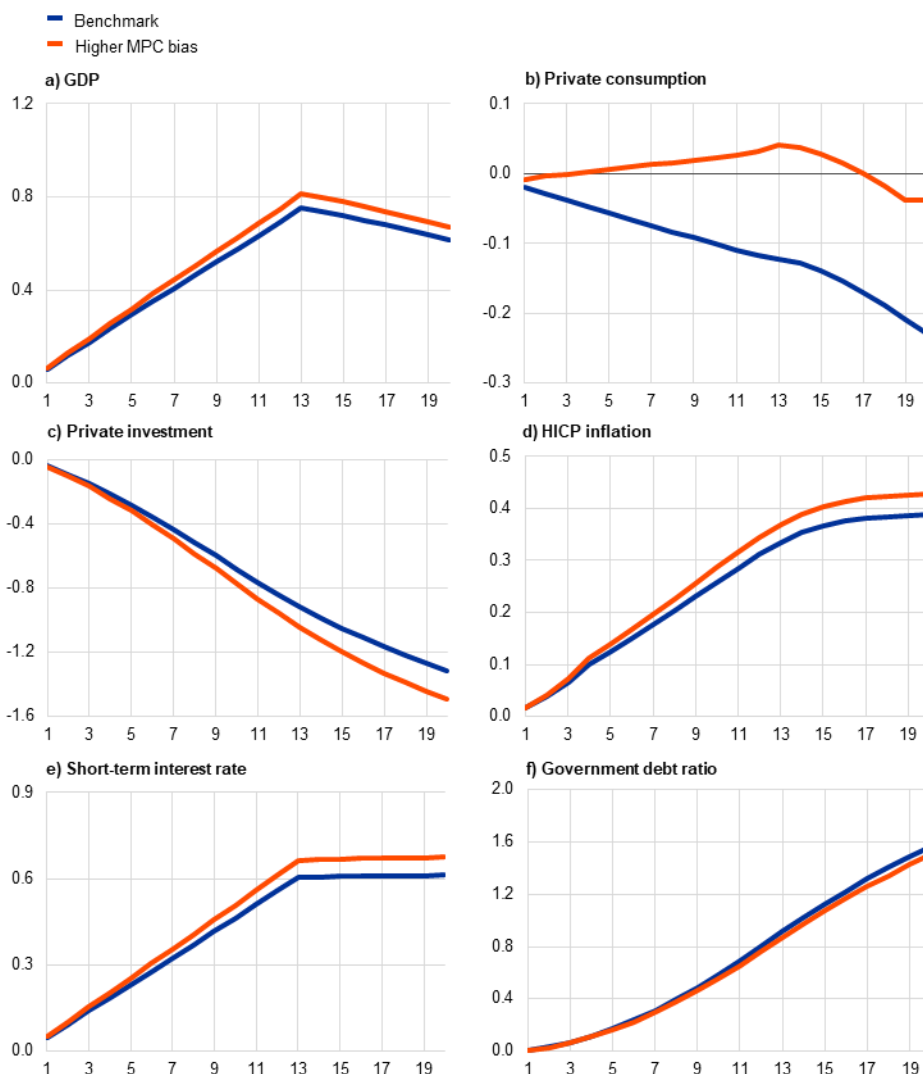 Benchmark
Higher MPC bias
a) GDP
1.2
0.8
0.4
0.0
1 3 5 7 9 11 13 15 17 19
b) Private consumption
0.1
0.0
-0.1
-0.2
-0.3
1 3 5 7 9 11 13 15 17 19
c) Private investment
0.0
-0.4
-0.8
-1.2
-1.6
1 3 5 7 9 11 13 15 17 19
d) HICP inflation
0.5
0.4
0.3
0.2
0.1
0.0
1 3 5 7 9 11 13 15 17 19
e) Short-term interest rate
0.9
0.6
0.3
0.0
1 3 5 7 9 11 13 15 17 19
f) Government debt ratio
2.0
1.6
1.2
0.8
0.4
0.0
1 3 5 7 9 11 13 15 17 19